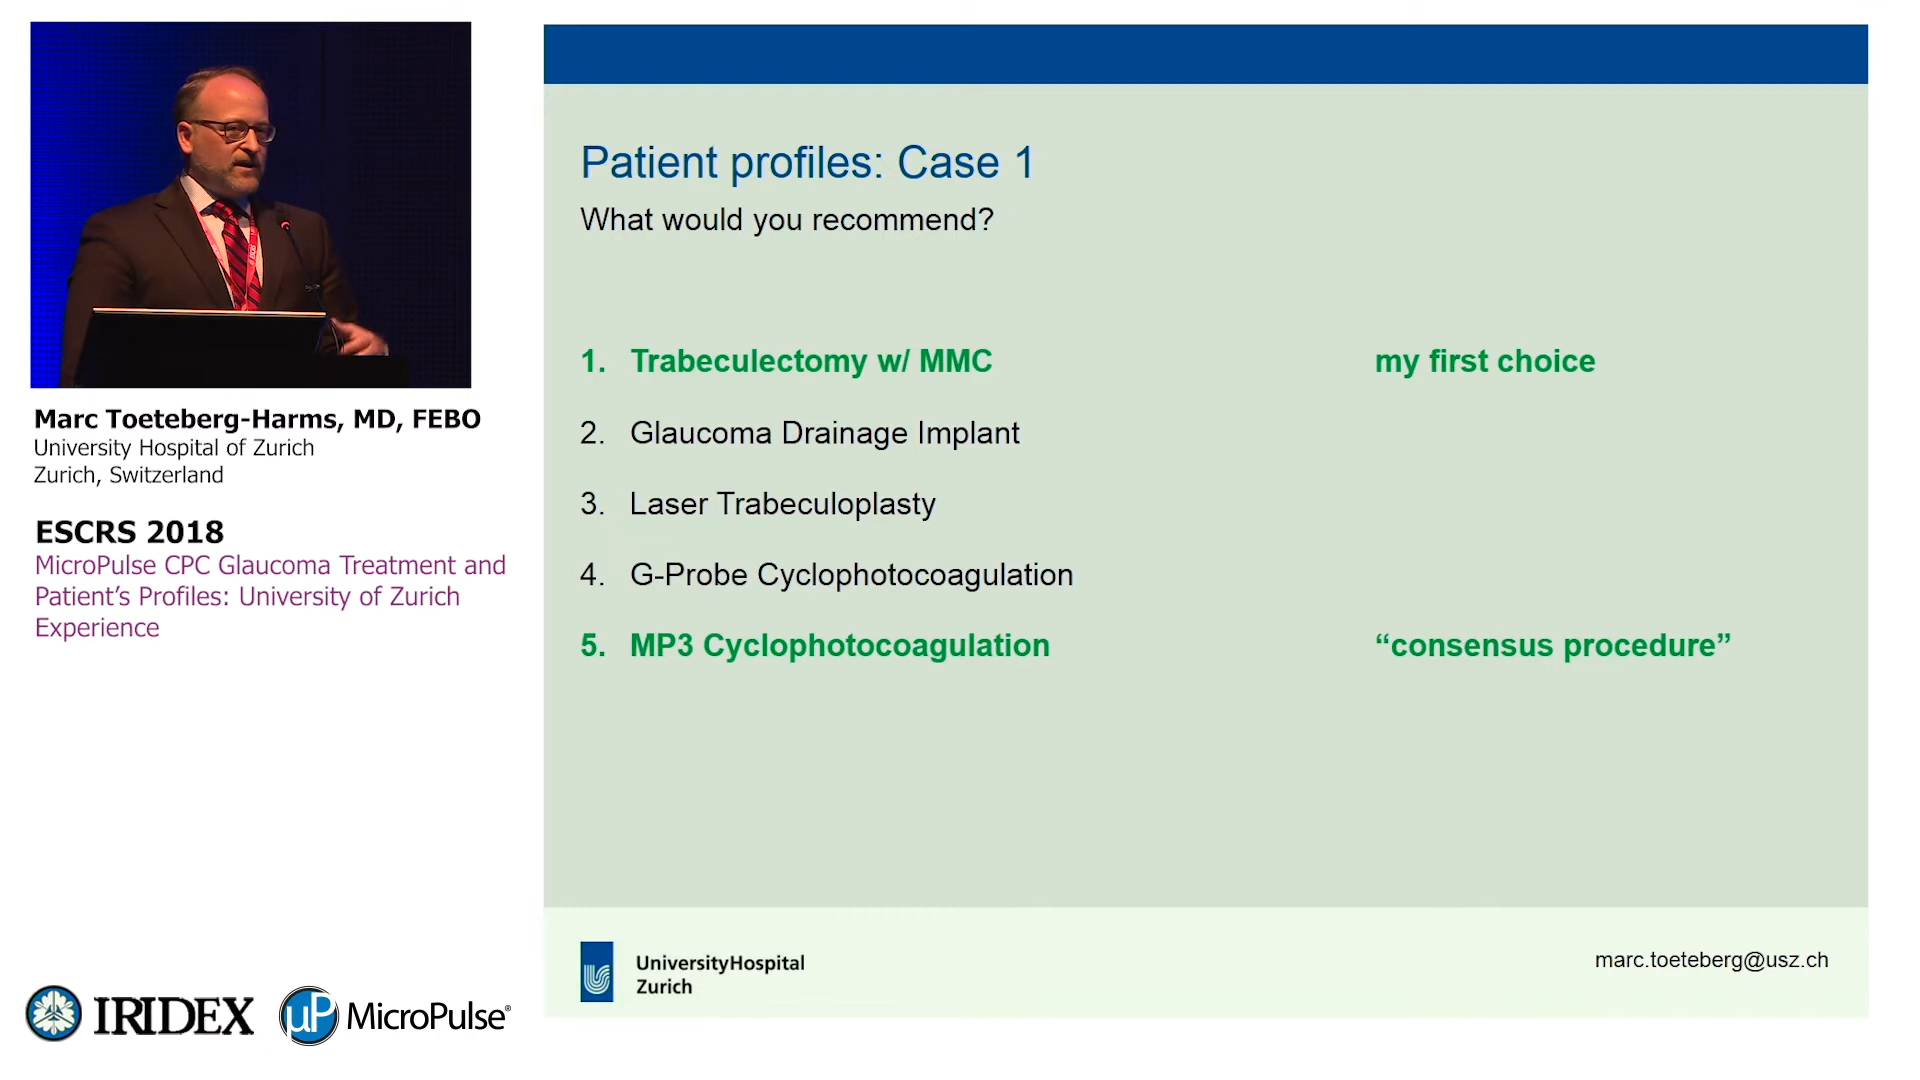 Marc Toeteberg-Harms, MD, FEBO
University Hospital of Zurich
Zurich, Switzerland
ESCRS 2018
MicroPulse CPC Glaucoma Treatment and
Patient’s Profiles: University of Zurich
Experience
IRIDEX
µP MicroPulse®
Patient profiles: Case 1
What would you recommend?
1. Trabeculectomy w/ MMC my first choice
2. Glaucoma Drainage Implant
3. Laser Trabeculoplasty
4. G-Probe Cyclophotocoagulation
5. MP3 Cyclophotocoagulation “consensus procedure”
UniversityHospital
Zurich
marc.toeteberg@usz.ch